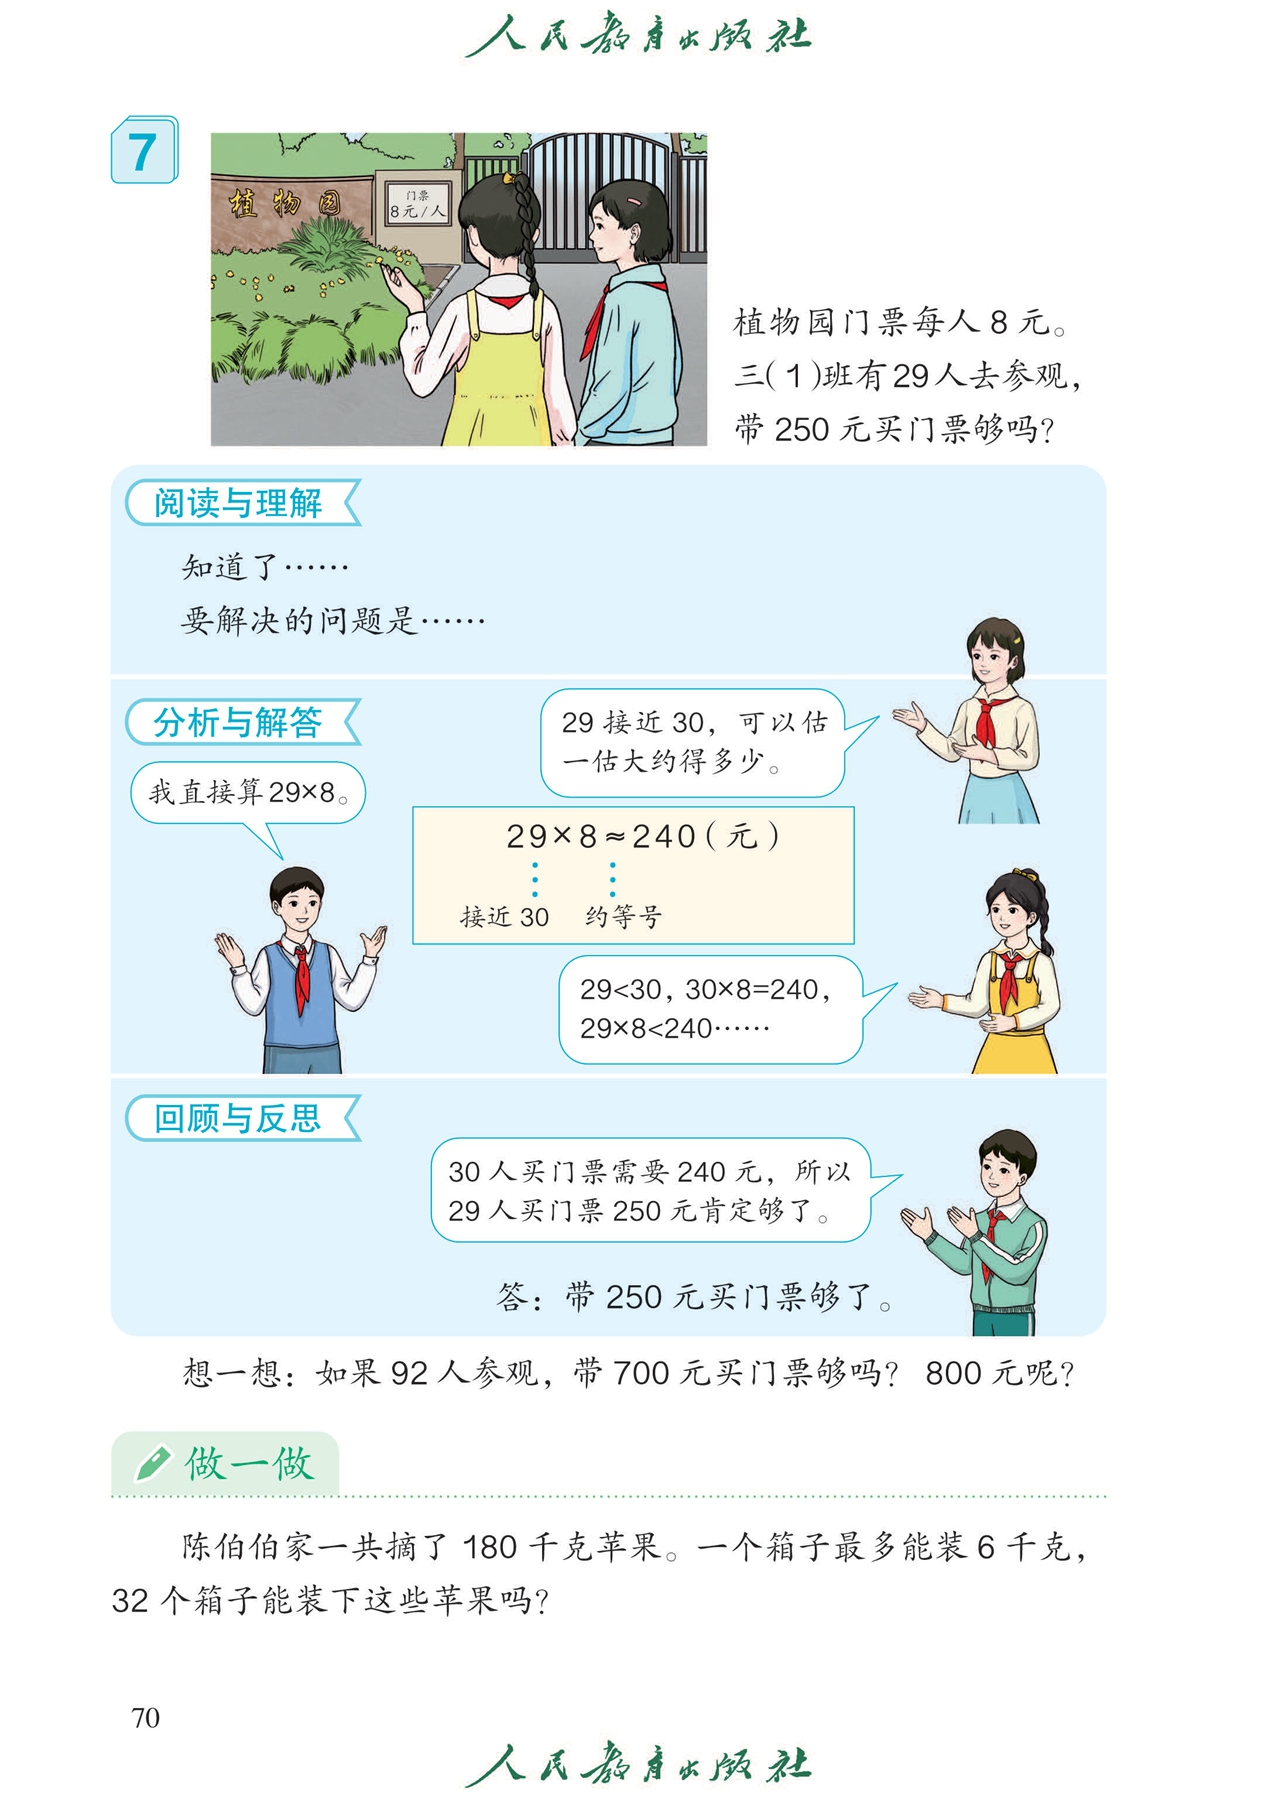 人民教育出版社
7
植物园
门票
8元/人
植物园门票每人 8 元。
三(1)班有 29 人去参观，
带 250 元买门票够吗？
阅读与理解
知道了……
要解决的问题是……
分析与解答
29 接近 30，可以估
一估大约得多少。
我直接算 29×8。
29×8≈240（元）
接近 30 约等号
29<30，30×8=240，
29×8<240……
回顾与反思
30 人买门票需要 240 元，所以
29 人买门票 250 元肯定够了。
答：带 250 元买门票够了。
想一想：如果 92 人参观，带 700 元买门票够吗？ 800 元呢？
做一做
陈伯伯家一共摘了 180 千克苹果。一个箱子最多能装 6 千克，
32 个箱子能装下这些苹果吗？
70
人民教育出版社